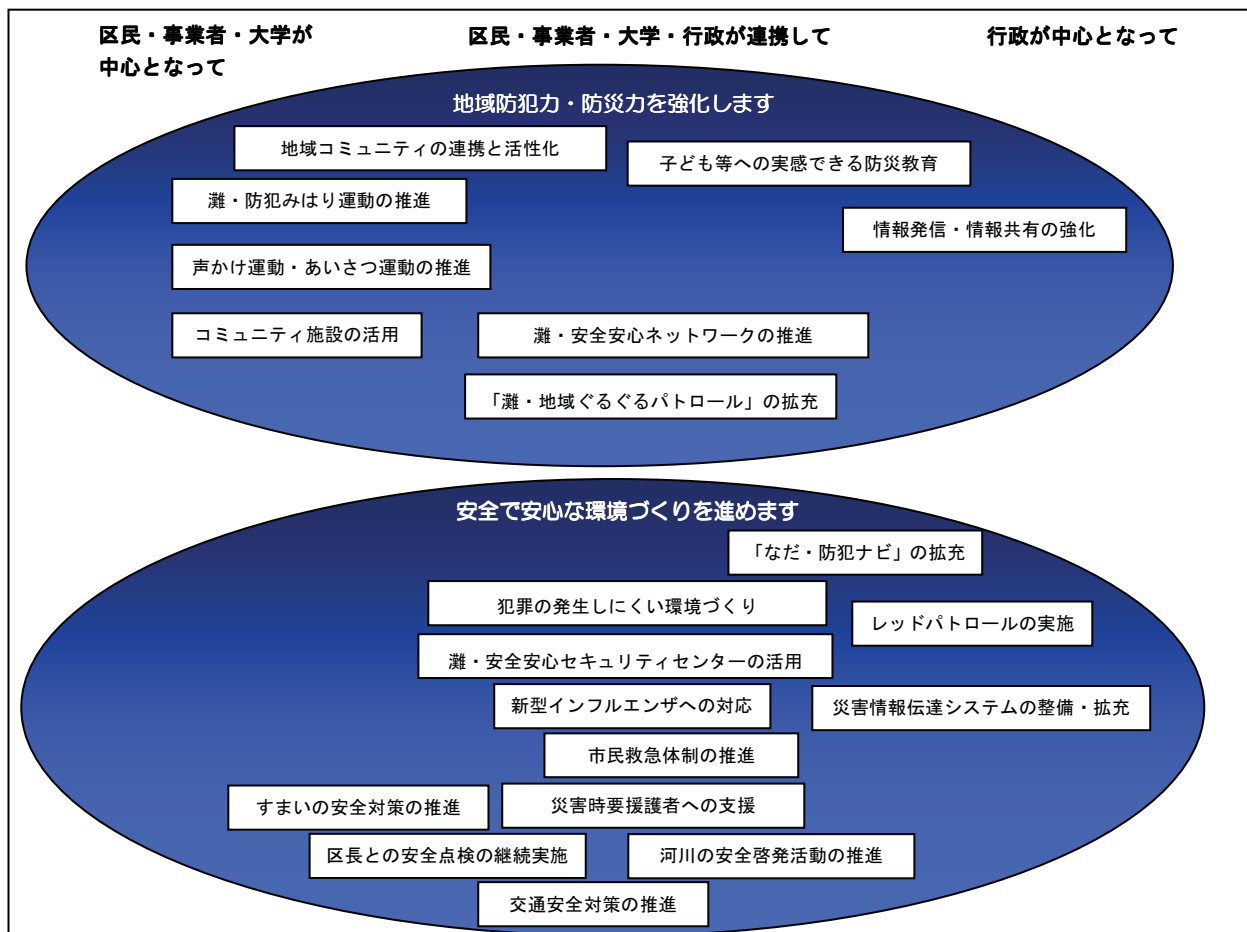 区民・事業者・大学が
中心となって
区民・事業者・大学・行政が連携して
行政が中心となって
地域防犯力・防災力を強化します
地域コミュニティの連携と活性化
子ども等への実感できる防災教育
灘・防犯みはり運動の推進
情報発信・情報共有の強化
声かけ運動・あいさつ運動の推進
コミュニティ施設の活用
灘・安全安心ネットワークの推進
「灘・地域ぐるぐるパトロール」の拡充
安全で安心な環境づくりを進めます
「なだ・防犯ナビ」の拡充
犯罪の発生しにくい環境づくり
レッドパトロールの実施
灘・安全安心セキュリティセンターの活用
新型インフルエンザへの対応
災害情報伝達システムの整備・拡充
市民救急体制の推進
すまいの安全対策の推進
災害時要援護者への支援
区長との安全点検の継続実施
河川の安全啓発活動の推進
交通安全対策の推進